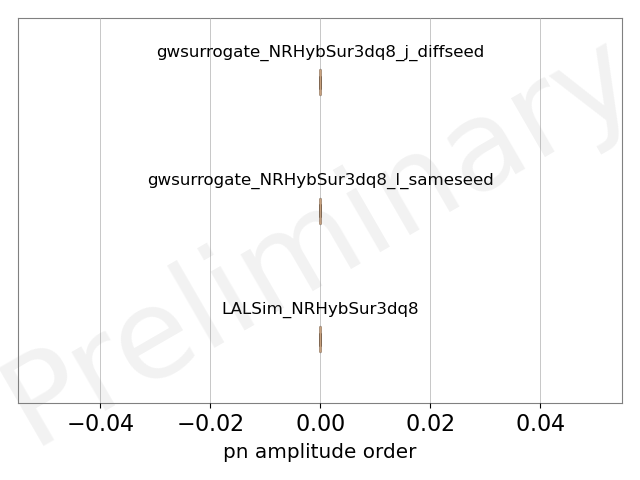 gwsurrogate_NRHybSur3dq8_j_diffseed
gwsurrogate_NRHybSur3dq8_l_sameseed
LALSim_NRHybSur3dq8
Preliminary
−0.04 −0.02 0.00 0.02 0.04
pn amplitude order